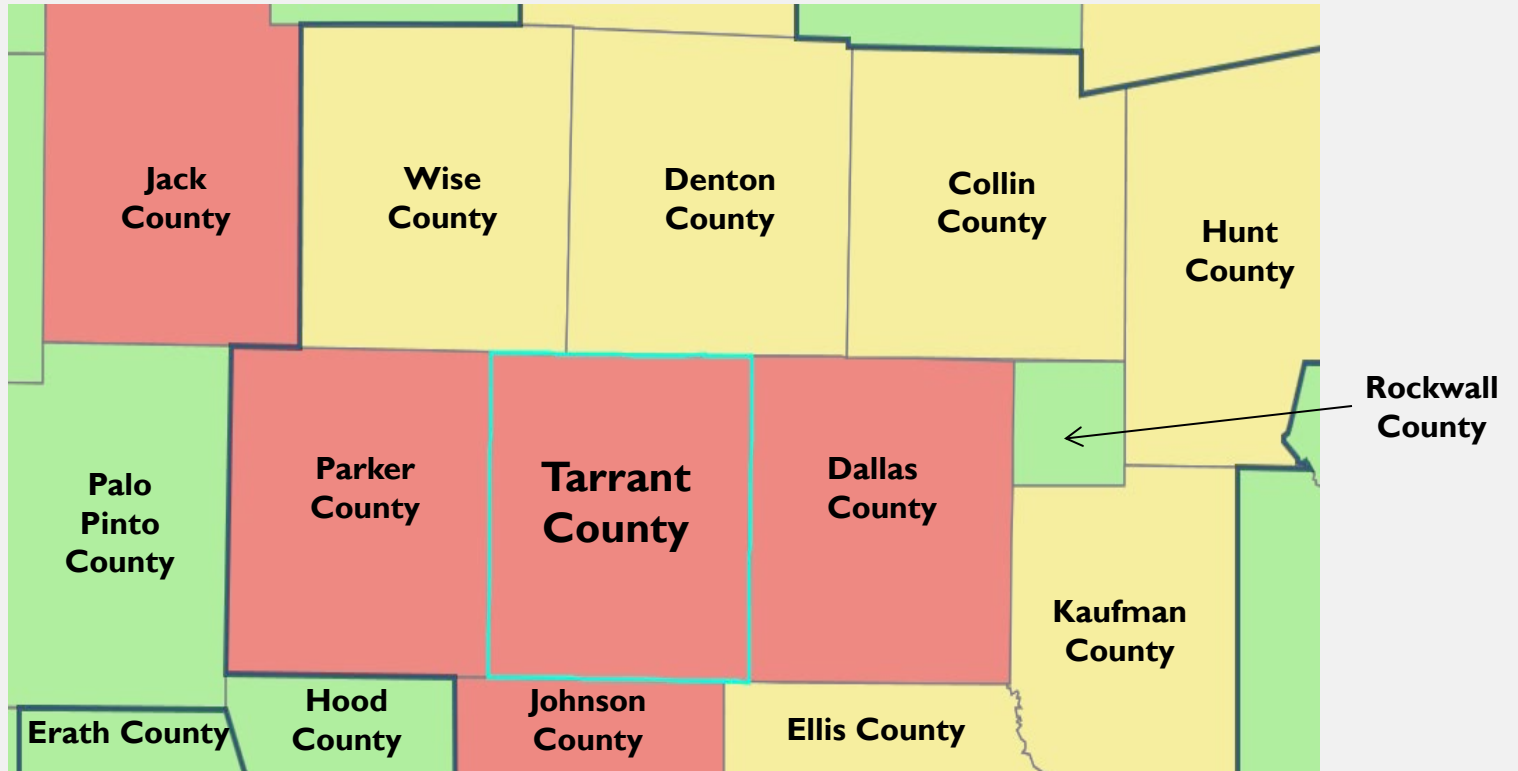 Jack
County
Wise
County
Denton
County
Collin
County
Hunt
County
Rockwall
County
Palo
Pinto
County
Parker
County
Tarrant
County
Dallas
County
Kaufman
County
Erath County
Hood
County
Johnson
County
Ellis County